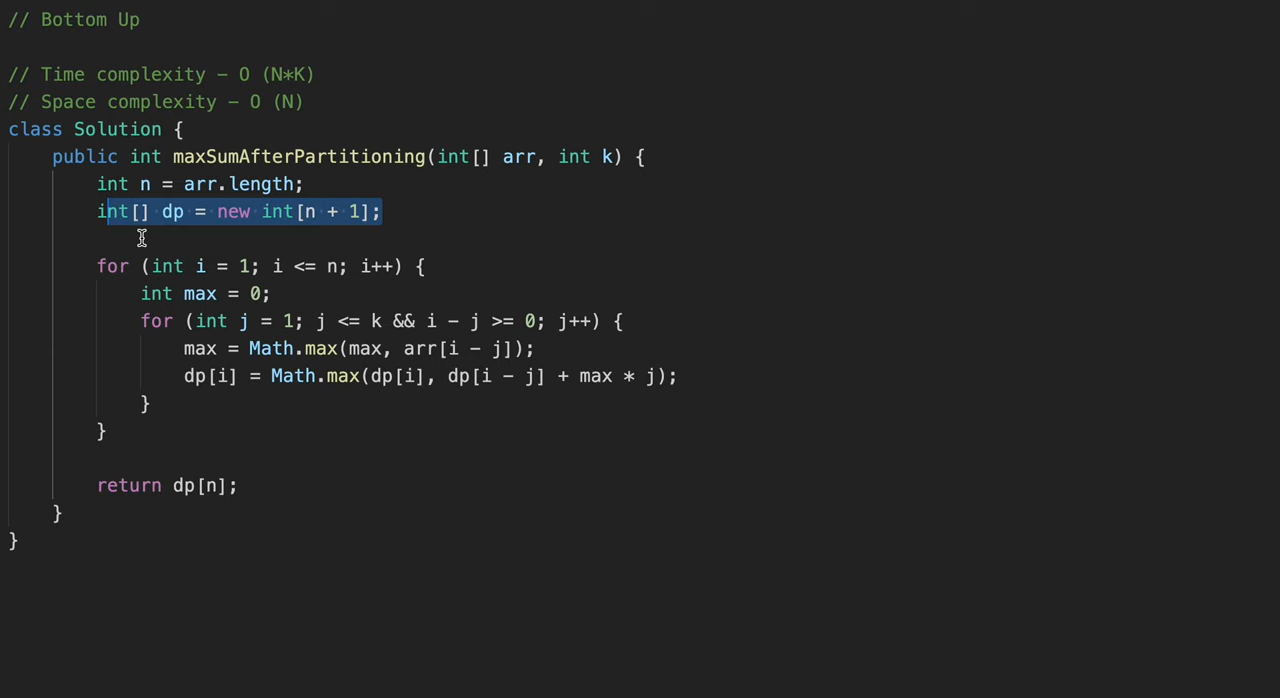 // Bottom Up
// Time complexity – O (N*K)
// Space complexity – O (N)
class Solution {
    public int maxSumAfterPartitioning(int[] arr, int k) {
        int n = arr.length;
        int[] dp = new int[n + 1];
        for (int i = 1; i <= n; i++) {
            int max = 0;
            for (int j = 1; j <= k && i - j >= 0; j++) {
                max = Math.max(max, arr[i - j]);
                dp[i] = Math.max(dp[i], dp[i - j] + max * j);
            }
        }
        return dp[n];
    }
}